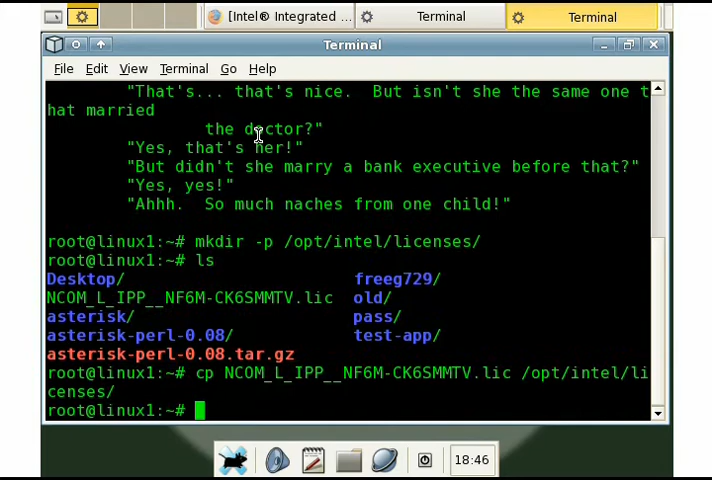 [Intel® Integrated ...
Terminal
Terminal
Terminal
File Edit View Terminal Go Help
"That's... that's nice.  But isn't she the same one t
hat married
the doctor?"
"Yes, that's her!"
"But didn't she marry a bank executive before that?"
"Yes, yes!"
"Ahhh.  So much naches from one child!"
root@linux1:~# mkdir -p /opt/intel/licenses/
root@linux1:~# ls
Desktop/ freeg729/
NCOM_L_IPP__NF6M-CK6SMMTV.lic old/
asterisk/ pass/
asterisk-perl-0.08/ test-app/
asterisk-perl-0.08.tar.gz
root@linux1:~# cp NCOM_L_IPP__NF6M-CK6SMMTV.lic /opt/intel/li
censes/
root@linux1:~#
18:46